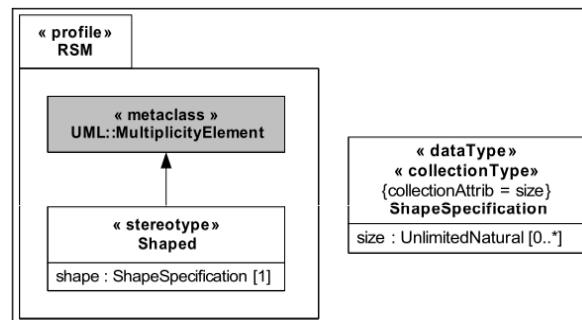 « profile»
RSM
« metaclass »
UML::MultiplicityElement
« stereotype»
Shaped
shape : ShapeSpecification [1]
« dataType»
« collectionType»
{collectionAttrib = size}
ShapeSpecification
size : UnlimitedNatural [0..*]